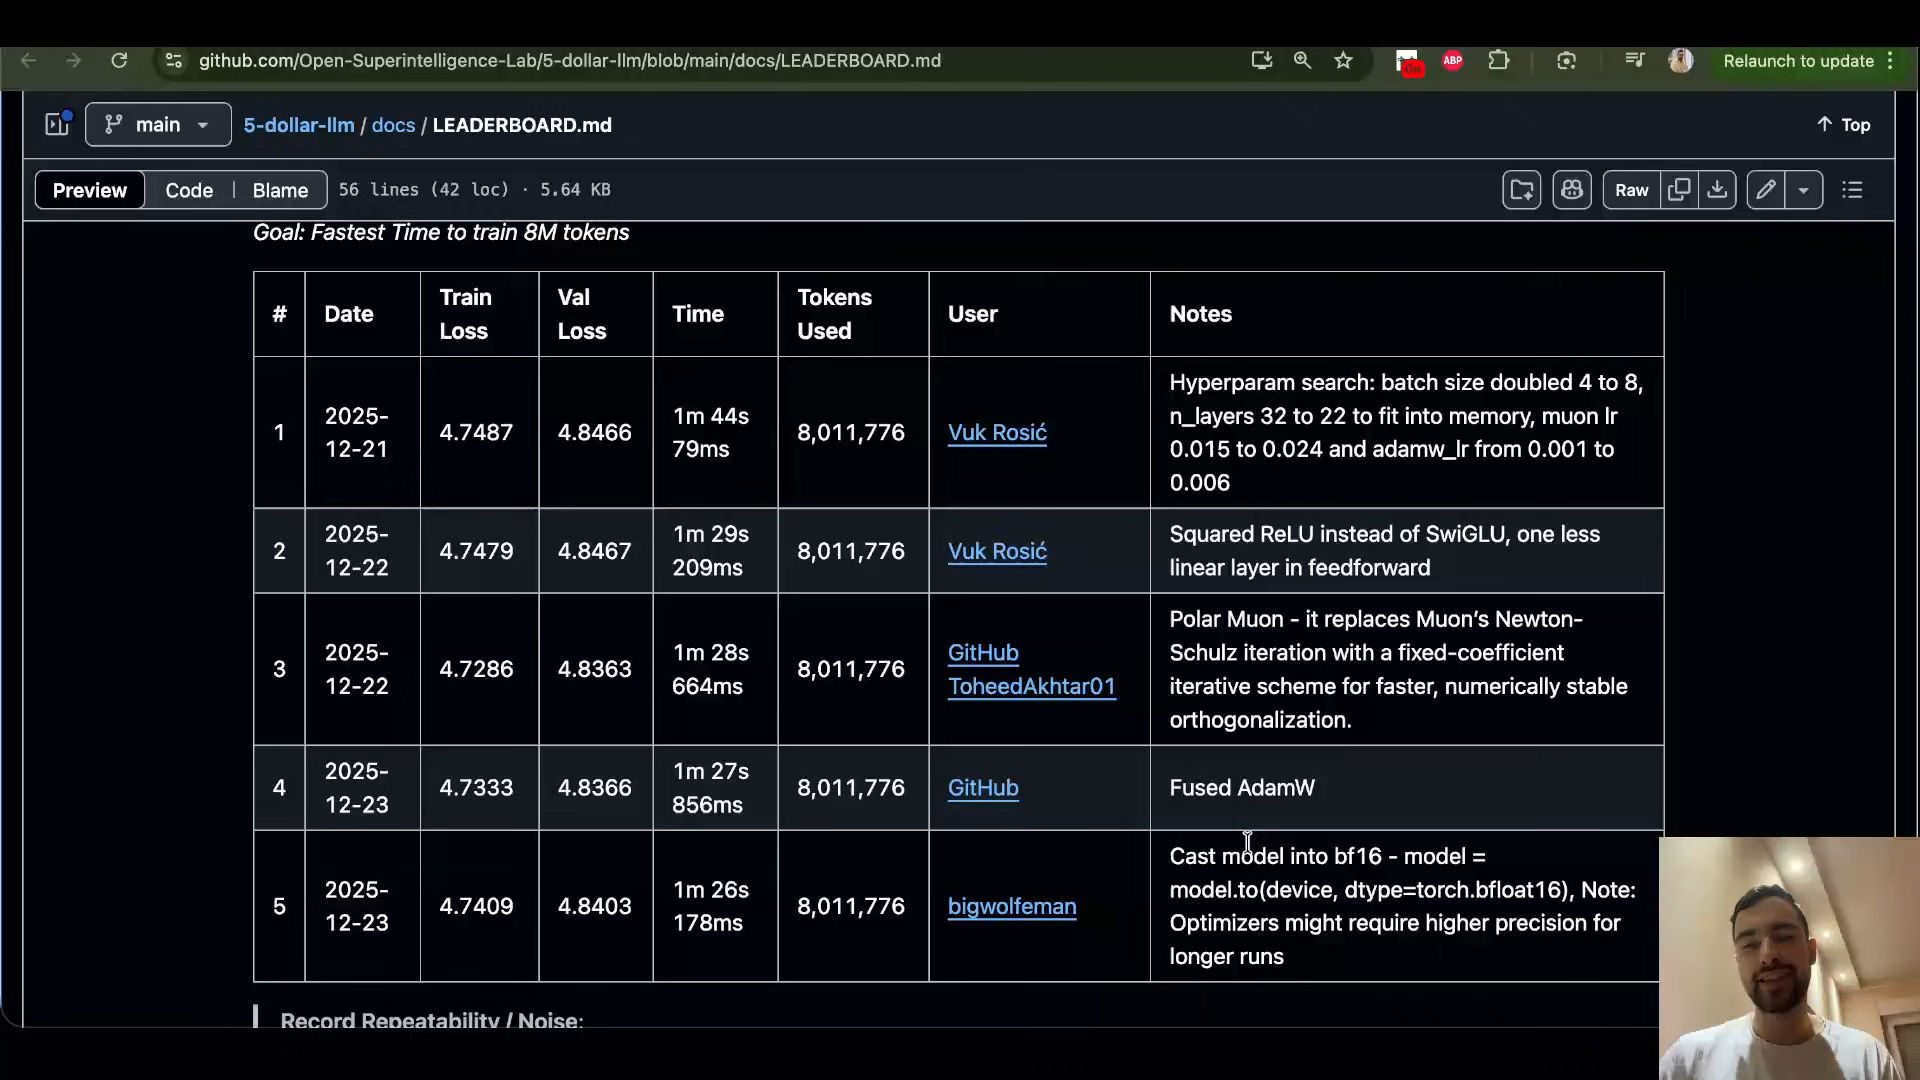 github.com/Open-Superintelligence-Lab/5-dollar-llm/blob/main/docs/LEADERBOARD.md
ABP
Relaunch to update
main
5-dollar-llm / docs / LEADERBOARD.md
Top
Preview
Code
Blame
56 lines (42 loc) · 5.64 KB
Raw
Goal: Fastest Time to train 8M tokens
#
Date
Train
Loss
Val
Loss
Time
Tokens
Used
User
Notes
1
2025-
12-21
4.7487
4.8466
1m 44s
79ms
8,011,776
Vuk Rosić
Hyperparam search: batch size doubled 4 to 8,
n_layers 32 to 22 to fit into memory, muon lr
0.015 to 0.024 and adamw_lr from 0.001 to
0.006
2
2025-
12-22
4.7479
4.8467
1m 29s
209ms
8,011,776
Vuk Rosić
Squared ReLU instead of SwiGLU, one less
linear layer in feedforward
3
2025-
12-22
4.7286
4.8363
1m 28s
664ms
8,011,776
GitHub
ToheedAkhtar01
Polar Muon - it replaces Muon’s Newton-
Schulz iteration with a fixed-coefficient
iterative scheme for faster, numerically stable
orthogonalization.
4
2025-
12-23
4.7333
4.8366
1m 27s
856ms
8,011,776
GitHub
Fused AdamW
5
2025-
12-23
4.7409
4.8403
1m 26s
178ms
8,011,776
bigwolfeman
Cast model into bf16 - model =
model.to(device, dtype=torch.bfloat16), Note:
Optimizers might require higher precision for
longer runs
Record Repeatability / Noise: